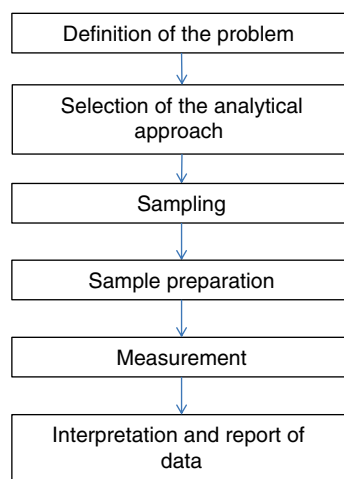 Definition of the problem
Selection of the analytical
approach
Sampling
Sample preparation
Measurement
Interpretation and report of
data